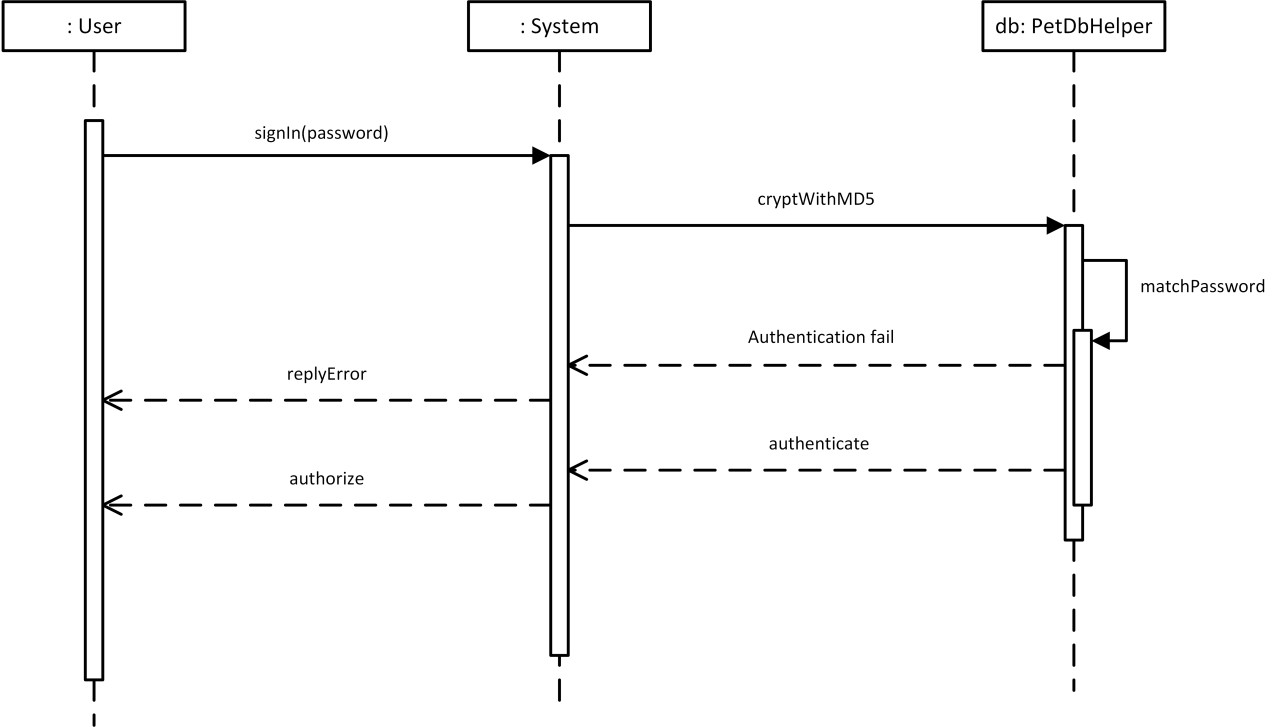 : User
: System
db: PetDbHelper
signIn(password)
cryptWithMD5
matchPassword
Authentication fail
replyError
authenticate
authorize